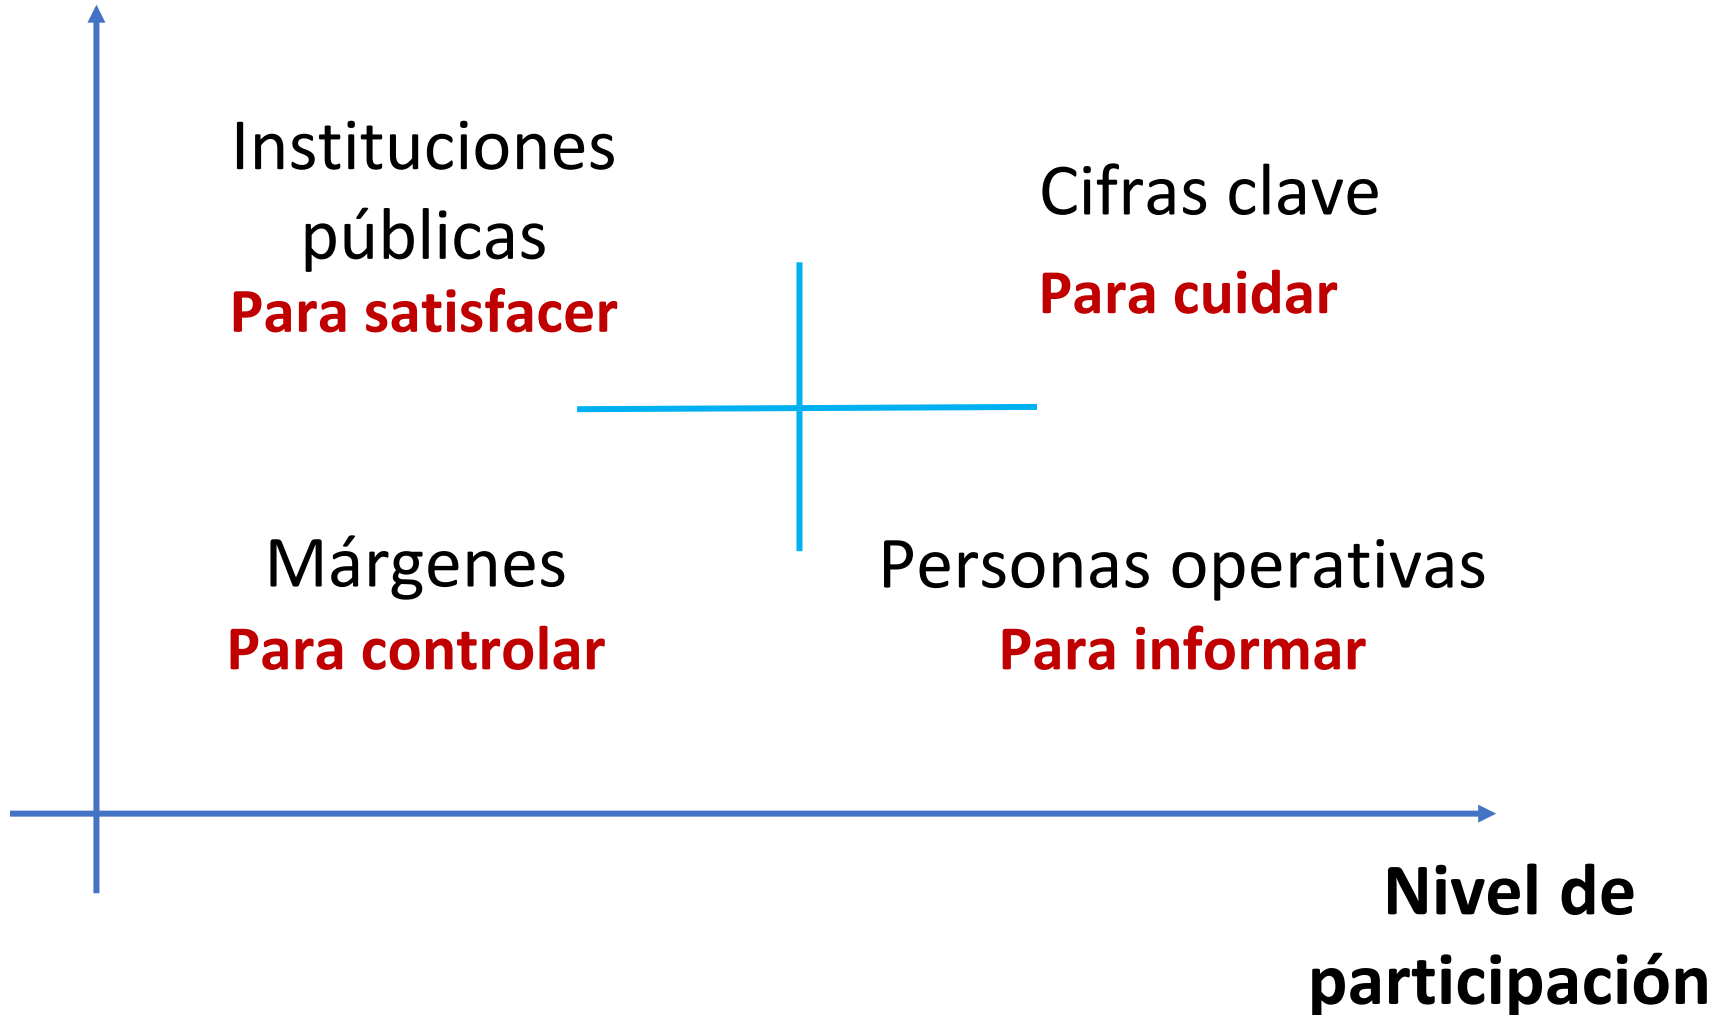 Instituciones
públicas
Para satisfacer
Cifras clave
Para cuidar
Márgenes
Para controlar
Personas operativas
Para informar
Nivel de
participación